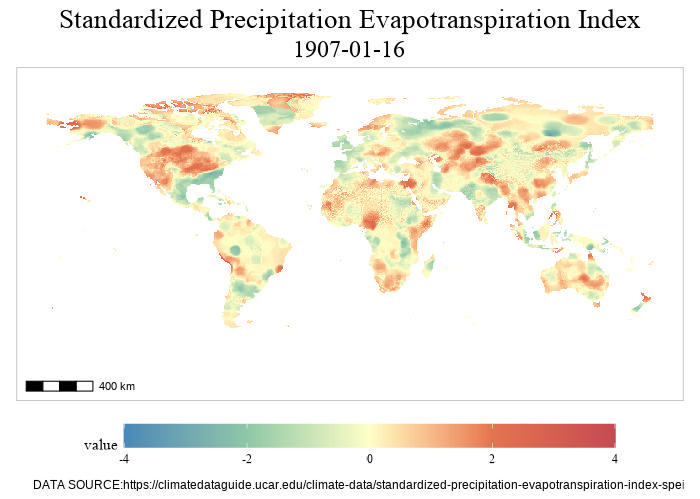 Standardized Precipitation Evapotranspiration Index
1907-01-16
400 km
value
-4 -2 0 2 4
DATA SOURCE:https://climatedataguide.ucar.edu/climate-data/standardized-precipitation-evapotranspiration-index-spei